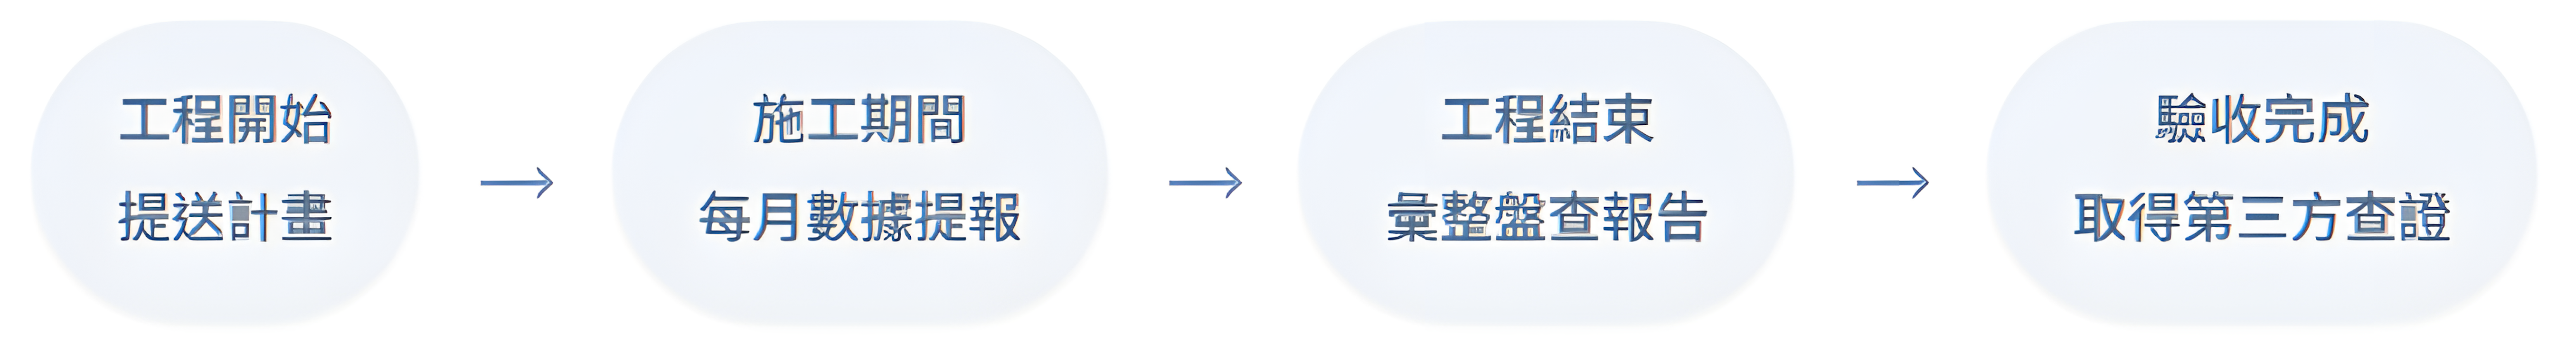 工程開始
提送計畫
施工期間
每月數據提報
工程結束
彙整盤查報告
驗收完成
取得第三方查證